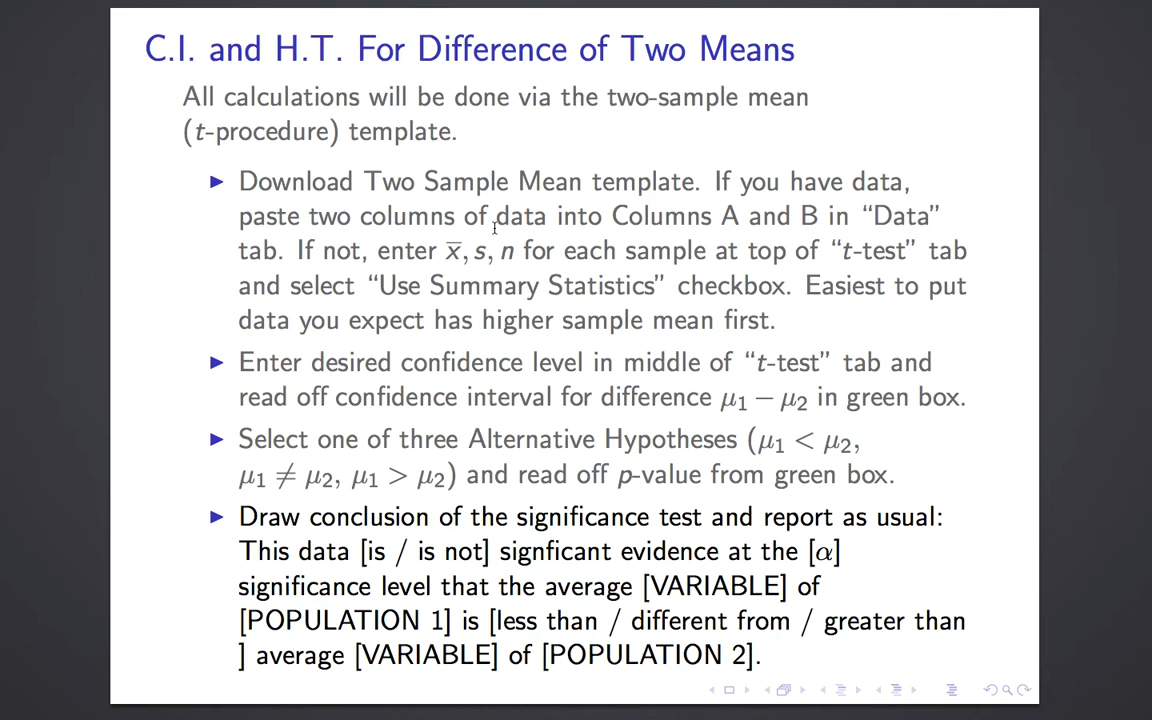 C.I. and H.T. For Difference of Two Means
All calculations will be done via the two-sample mean
(t-procedure) template.
▶ Download Two Sample Mean template. If you have data,
paste two columns of data into Columns A and B in “Data”
tab. If not, enter x̅, s, n for each sample at top of “t-test” tab
and select “Use Summary Statistics” checkbox. Easiest to put
data you expect has higher sample mean first.
▶ Enter desired confidence level in middle of “t-test” tab and
read off confidence interval for difference μ₁ − μ₂ in green box.
▶ Select one of three Alternative Hypotheses (μ₁ < μ₂,
μ₁ ≠ μ₂, μ₁ > μ₂) and read off p-value from green box.
▶ Draw conclusion of the significance test and report as usual:
This data [is / is not] signficant evidence at the [α]
significance level that the average [VARIABLE] of
[POPULATION 1] is [less than / different from / greater than
] average [VARIABLE] of [POPULATION 2].